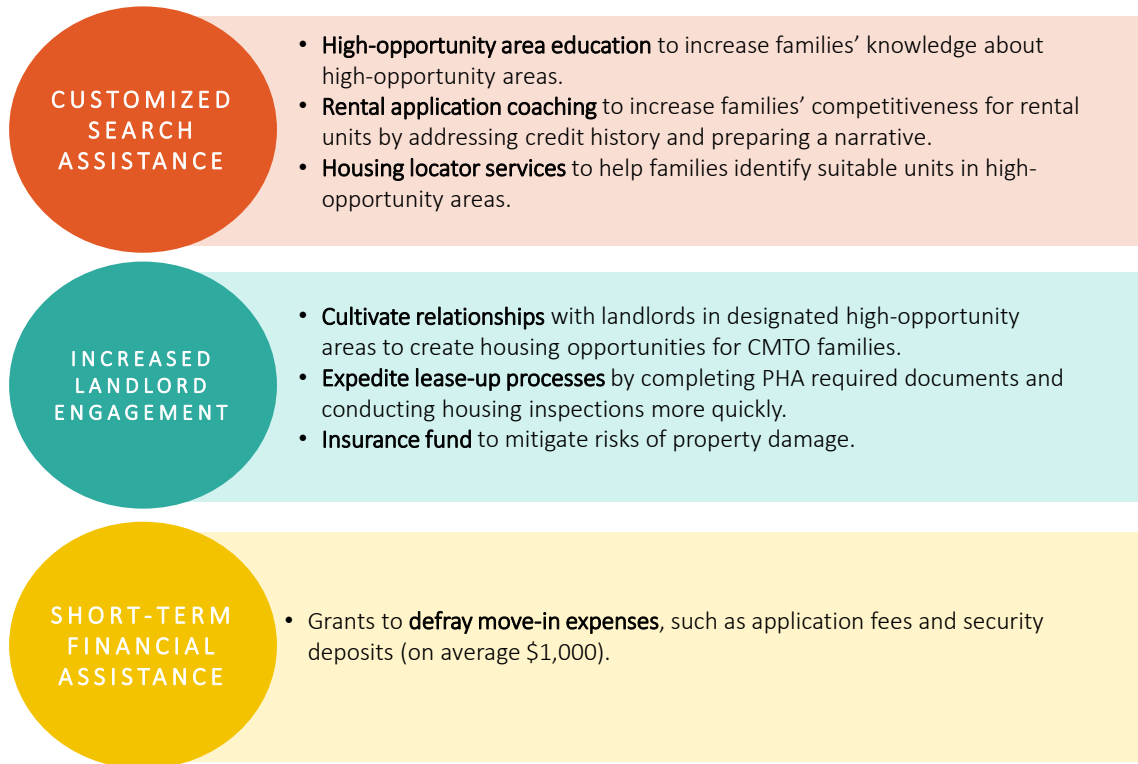 CUSTOMIZED
SEARCH
ASSISTANCE
• High-opportunity area education to increase families’ knowledge about
high-opportunity areas.
• Rental application coaching to increase families’ competitiveness for rental
units by addressing credit history and preparing a narrative.
• Housing locator services to help families identify suitable units in high-
opportunity areas.
INCREASED
LANDLORD
ENGAGEMENT
• Cultivate relationships with landlords in designated high-opportunity
areas to create housing opportunities for CMTO families.
• Expedite lease-up processes by completing PHA required documents and
conducting housing inspections more quickly.
• Insurance fund to mitigate risks of property damage.
SHORT-TERM
FINANCIAL
ASSISTANCE
• Grants to defray move-in expenses, such as application fees and security
deposits (on average $1,000).